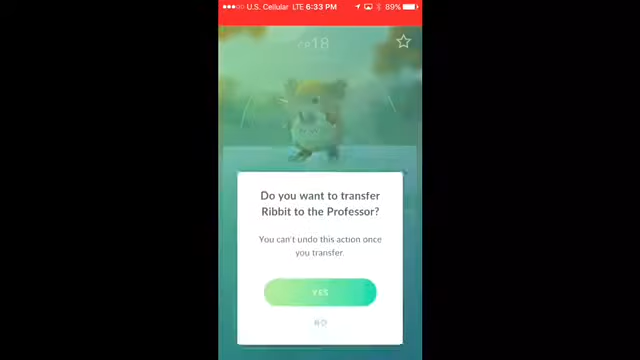 U.S. Cellular LTE 6:33 PM 89%
CP18
Do you want to transfer
Ribbit to the Professor?
You can't undo this action once
you transfer.
YES
NO